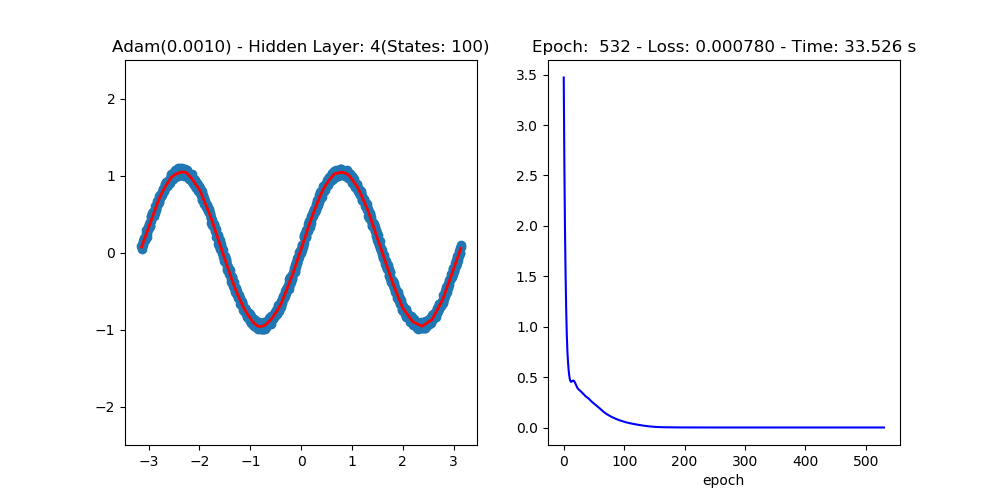 Adam(0.0010) - Hidden Layer: 4(States: 100)
2
1
0
−1
−2
−3 −2 −1 0 1 2 3
Epoch:  532 - Loss: 0.000780 - Time: 33.526 s
3.5
3.0
2.5
2.0
1.5
1.0
0.5
0.0
0 100 200 300 400 500
epoch